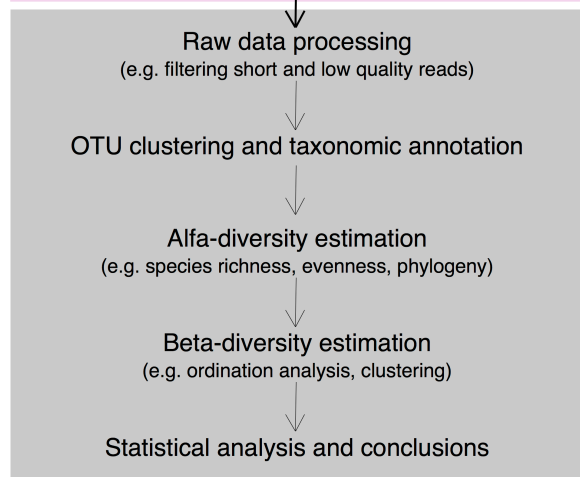 Raw data processing
(e.g. filtering short and low quality reads)
OTU clustering and taxonomic annotation
Alfa-diversity estimation
(e.g. species richness, evenness, phylogeny)
Beta-diversity estimation
(e.g. ordination analysis, clustering)
Statistical analysis and conclusions